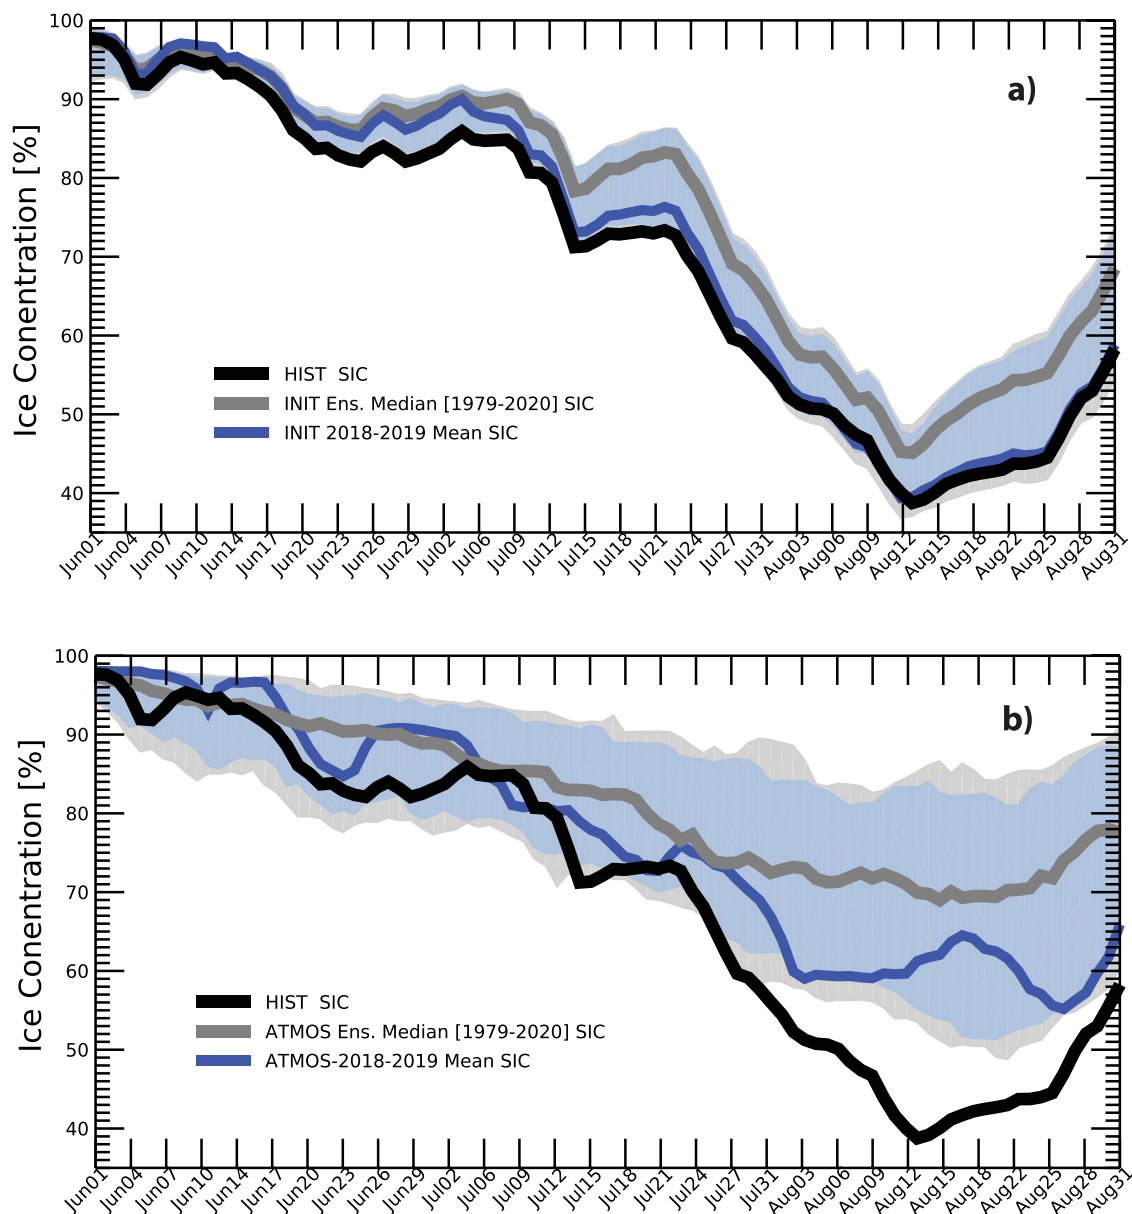 100
90
80
70
60
50
40
Ice Conentration [%]
a)
HIST SIC
INIT Ens. Median [1979-2020] SIC
INIT 2018-2019 Mean SIC
Jun01 Jun04 Jun07 Jun10 Jun14 Jun17 Jun20 Jun23 Jun26 Jun29 Jul02 Jul06 Jul09 Jul12 Jul15 Jul18 Jul21 Jul24 Jul27 Jul31 Aug03 Aug06 Aug09 Aug12 Aug15 Aug18 Aug22 Aug25 Aug28 Aug31
100
90
80
70
60
50
40
Ice Conentration [%]
b)
HIST SIC
ATMOS Ens. Median [1979-2020] SIC
ATMOS-2018-2019 Mean SIC
Jun01 Jun04 Jun07 Jun10 Jun14 Jun17 Jun20 Jun23 Jun26 Jun29 Jul02 Jul06 Jul09 Jul12 Jul15 Jul18 Jul21 Jul24 Jul27 Jul31 Aug03 Aug06 Aug09 Aug12 Aug15 Aug18 Aug22 Aug25 Aug28 Aug31